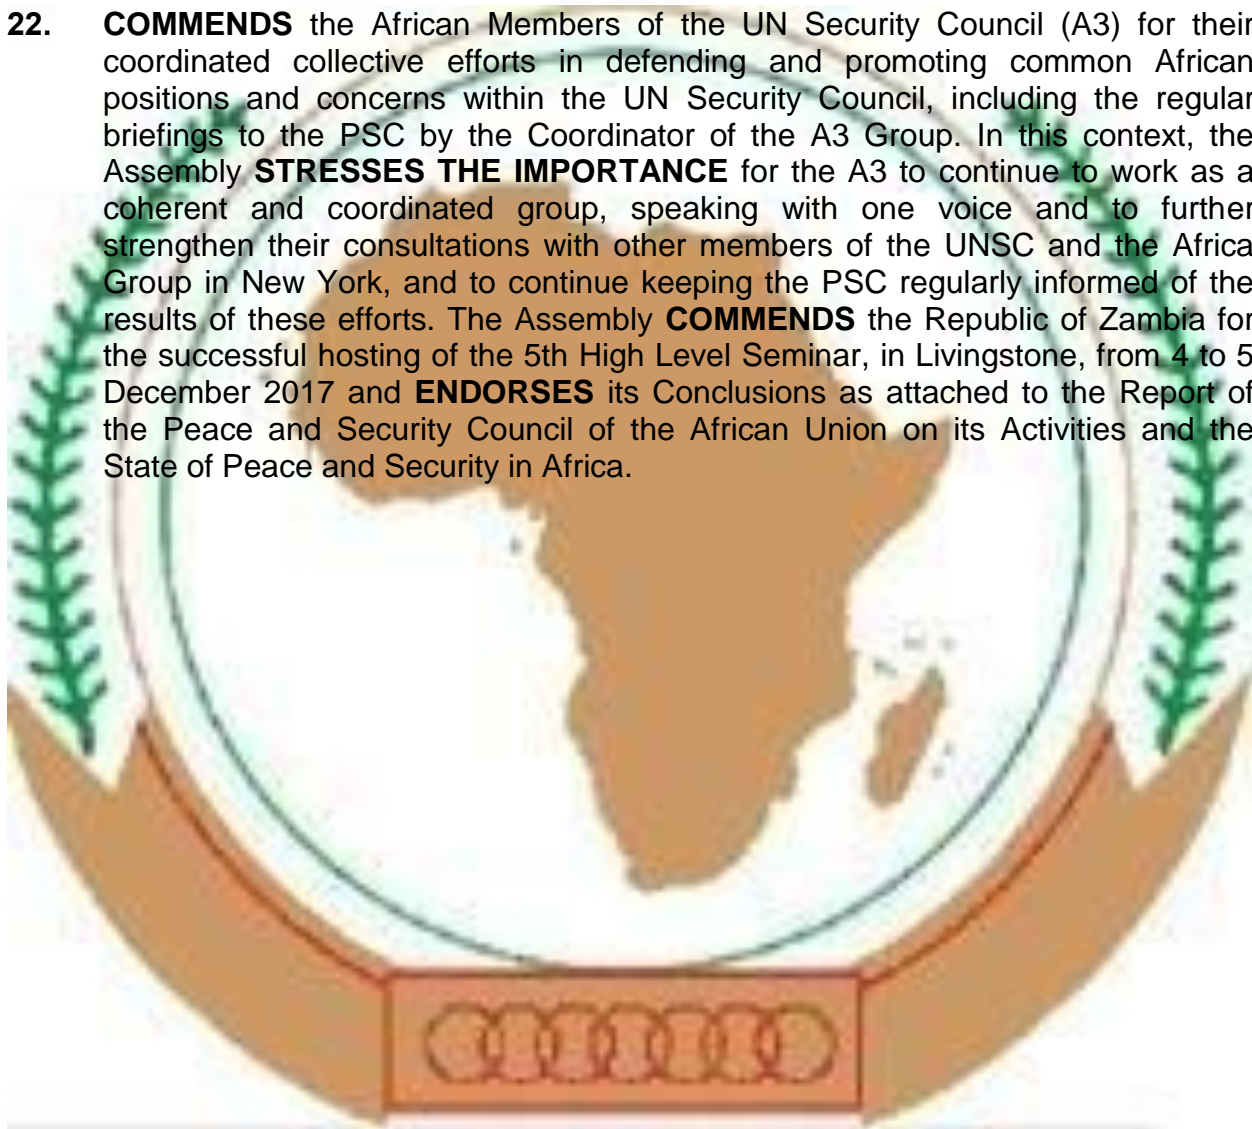 22. COMMENDS the African Members of the UN Security Council (A3) for their
coordinated collective efforts in defending and promoting common African
positions and concerns within the UN Security Council, including the regular
briefings to the PSC by the Coordinator of the A3 Group. In this context, the
Assembly STRESSES THE IMPORTANCE for the A3 to continue to work as a
coherent and coordinated group, speaking with one voice and to further
strengthen their consultations with other members of the UNSC and the Africa
Group in New York, and to continue keeping the PSC regularly informed of the
results of these efforts. The Assembly COMMENDS the Republic of Zambia for
the successful hosting of the 5th High Level Seminar, in Livingstone, from 4 to 5
December 2017 and ENDORSES its Conclusions as attached to the Report of
the Peace and Security Council of the African Union on its Activities and the
State of Peace and Security in Africa.